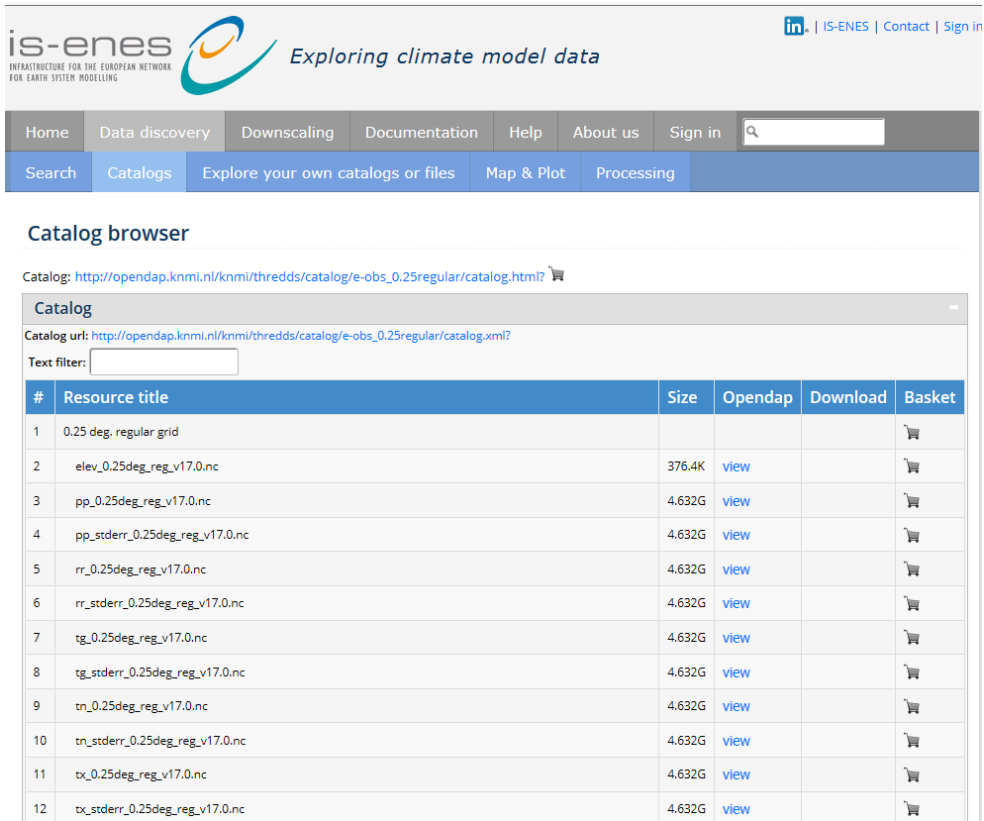 in. | IS-ENES | Contact | Sign in
is-enes
INFRASTRUCTURE FOR THE EUROPEAN NETWORK
FOR EARTH SYSTEM MODELLING
Exploring climate model data
Home Data discovery Downscaling Documentation Help About us Sign in
Search Catalogs Explore your own catalogs or files Map & Plot Processing
Catalog browser
Catalog: http://opendap.knmi.nl/knmi/thredds/catalog/e-obs_0.25regular/catalog.html?
Catalog
Catalog url: http://opendap.knmi.nl/knmi/thredds/catalog/e-obs_0.25regular/catalog.xml?
Text filter:
# Resource title Size Opendap Download Basket
1 0.25 deg. regular grid
2 elev_0.25deg_reg_v17.0.nc 376.4K view
3 pp_0.25deg_reg_v17.0.nc 4.632G view
4 pp_stderr_0.25deg_reg_v17.0.nc 4.632G view
5 rr_0.25deg_reg_v17.0.nc 4.632G view
6 rr_stderr_0.25deg_reg_v17.0.nc 4.632G view
7 tg_0.25deg_reg_v17.0.nc 4.632G view
8 tg_stderr_0.25deg_reg_v17.0.nc 4.632G view
9 tn_0.25deg_reg_v17.0.nc 4.632G view
10 tn_stderr_0.25deg_reg_v17.0.nc 4.632G view
11 tx_0.25deg_reg_v17.0.nc 4.632G view
12 tx_stderr_0.25deg_reg_v17.0.nc 4.632G view